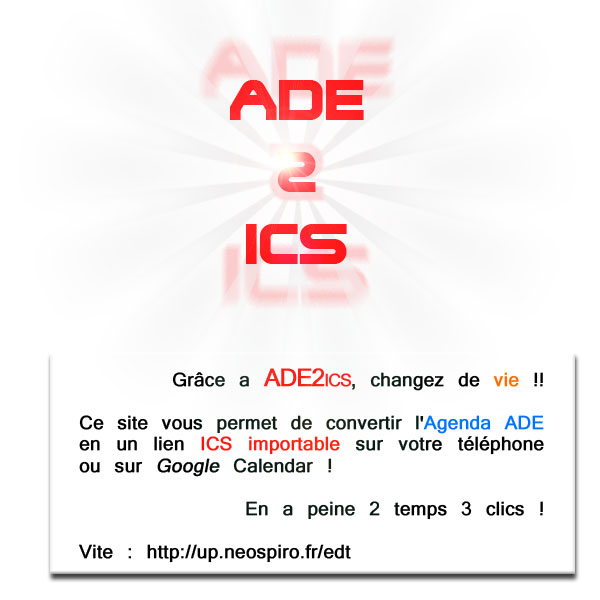 ADE
2
ICS
Grâce a ADE2ICS, changez de vie !!
Ce site vous permet de convertir l'Agenda ADE
en un lien ICS importable sur votre téléphone
ou sur Google Calendar !
En a peine 2 temps 3 clics !
Vite : http://up.neospiro.fr/edt